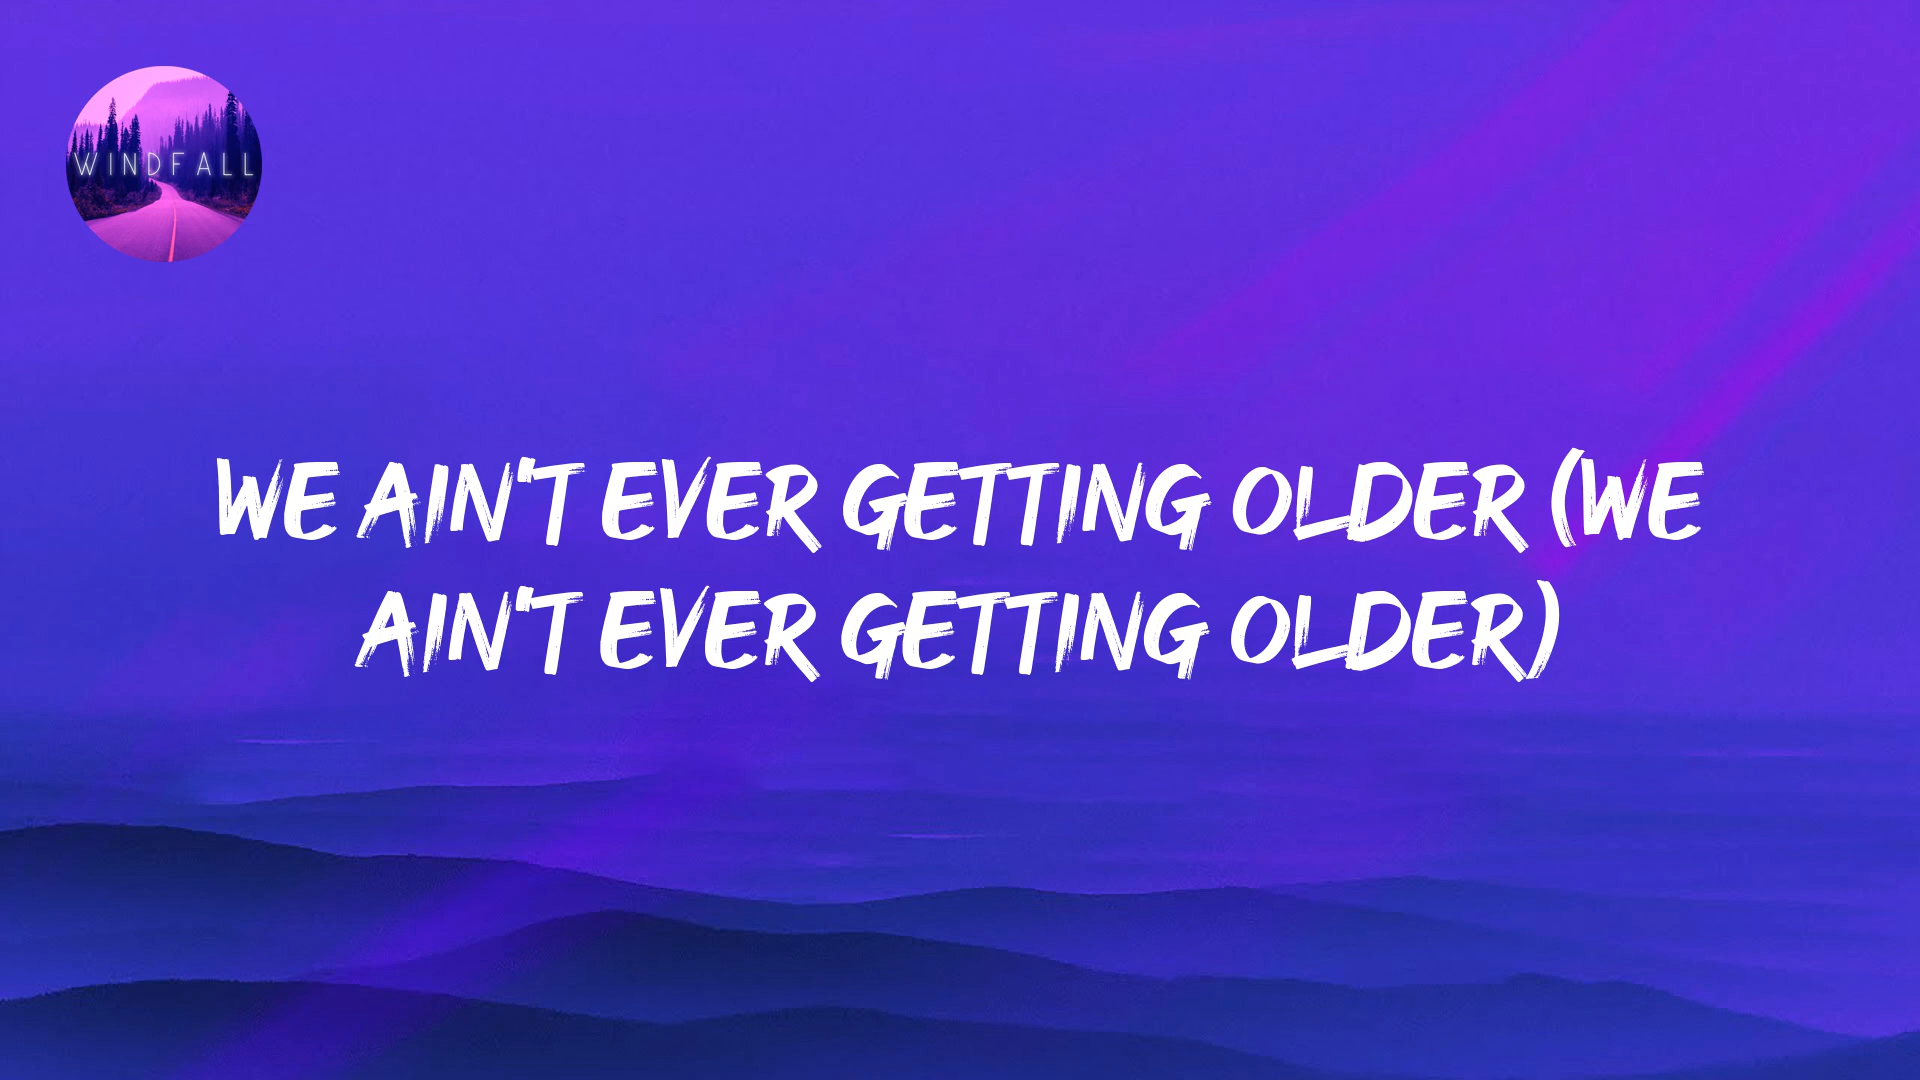 WINDFALL
WE AIN'T EVER GETTING OLDER (WE
AIN'T EVER GETTING OLDER)